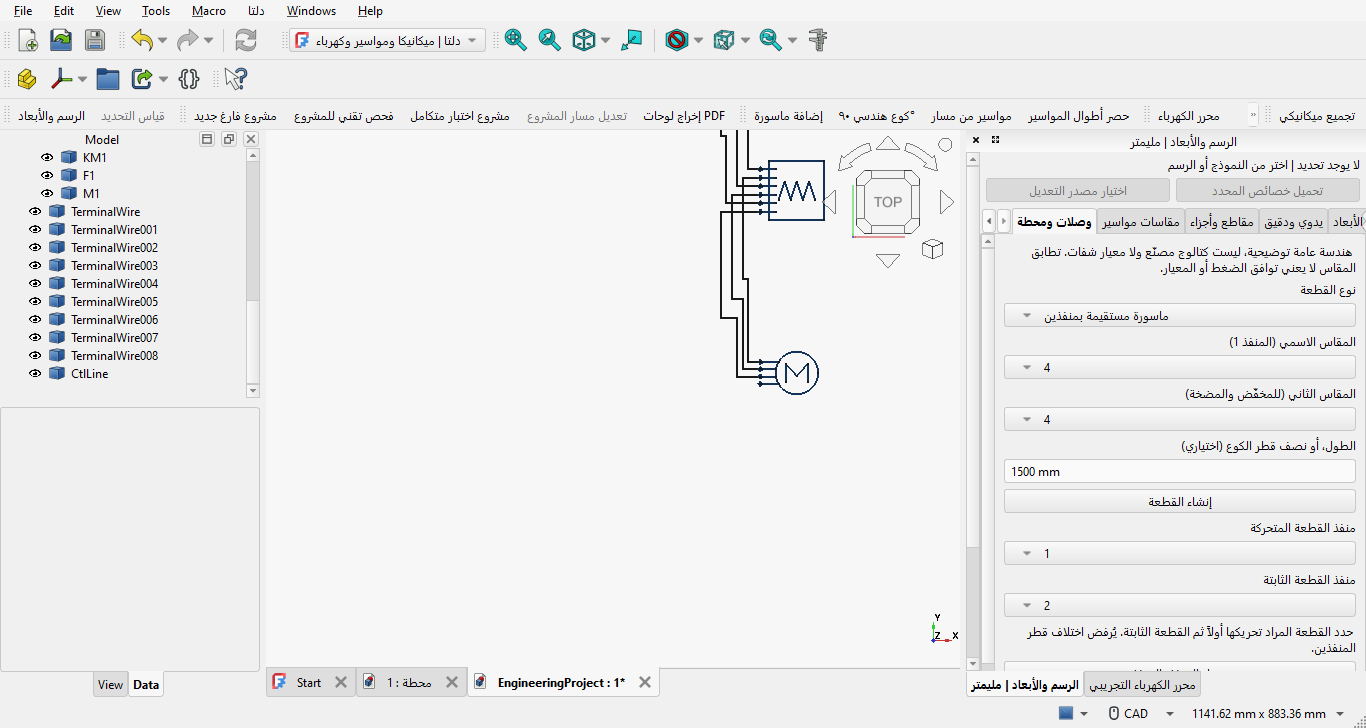 File Edit View Tools Macro دلتا Windows Help
دلتا | ميكانيكا ومواسير وكهرباء
الرسم والأبعاد قياس التحديد مشروع فارغ جديد فحص تقني للمشروع مشروع اختبار متكامل تعديل مسار المشروع إخراج لوحات PDF إضافة ماسورة كوع هندسي ٩٠° مواسير من مسار حصر أطوال المواسير محرر الكهرباء » تجميع ميكانيكي
Model
KM1
F1
M1
TerminalWire
TerminalWire001
TerminalWire002
TerminalWire003
TerminalWire004
TerminalWire005
TerminalWire006
TerminalWire007
TerminalWire008
CtlLine
View Data
M
TOP
Y
Z X
Start
محطة : 1
EngineeringProject : 1*
الرسم والأبعاد | مليمتر
لا يوجد تحديد | اختر من النموذج أو الرسم
اختيار مصدر التعديل تحميل خصائص المحدد
وصلات ومحطة مقاسات مواسير مقاطع وأجزاء يدوي ودقيق الأبعاد
هندسة عامة توضيحية، ليست كتالوج مصنّع ولا معيار شفات. تطابق
المقاس لا يعني توافق الضغط أو المعيار.
نوع القطعة
ماسورة مستقيمة بمنفذين
المقاس الاسمي (المنفذ 1)
4
المقاس الثاني (للمخفّض والمضخة)
4
الطول، أو نصف قطر الكوع (اختياري)
1500 mm
إنشاء القطعة
منفذ القطعة المتحركة
1
منفذ القطعة الثابتة
2
حدد القطعة المراد تحريكها أولاً ثم القطعة الثابتة. يُرفض اختلاف قطر
المنفذين.
الرسم والأبعاد | مليمتر محرر الكهرباء التجريبي
CAD 1141.62 mm x 883.36 mm